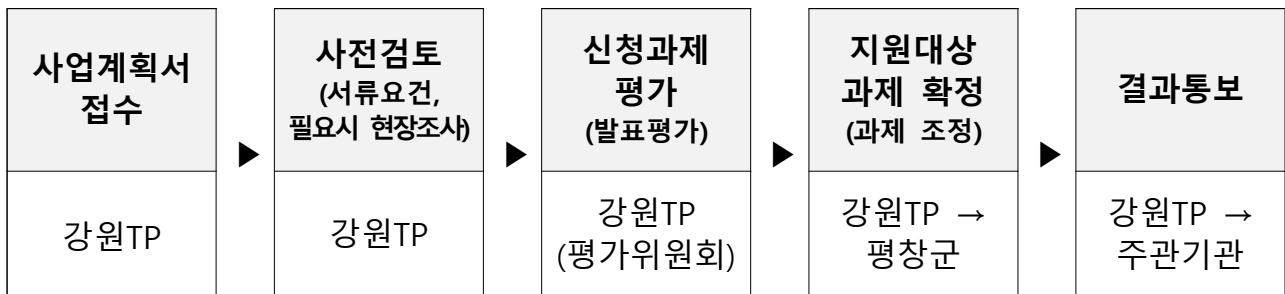 사업계획서
접수
강원TP
▶
사전검토
(서류요건,
필요시 현장조사)
강원TP
▶
신청과제
평가
(발표평가)
강원TP
(평가위원회)
▶
지원대상
과제 확정
(과제 조정)
강원TP →
평창군
▶
결과통보
강원TP →
주관기관